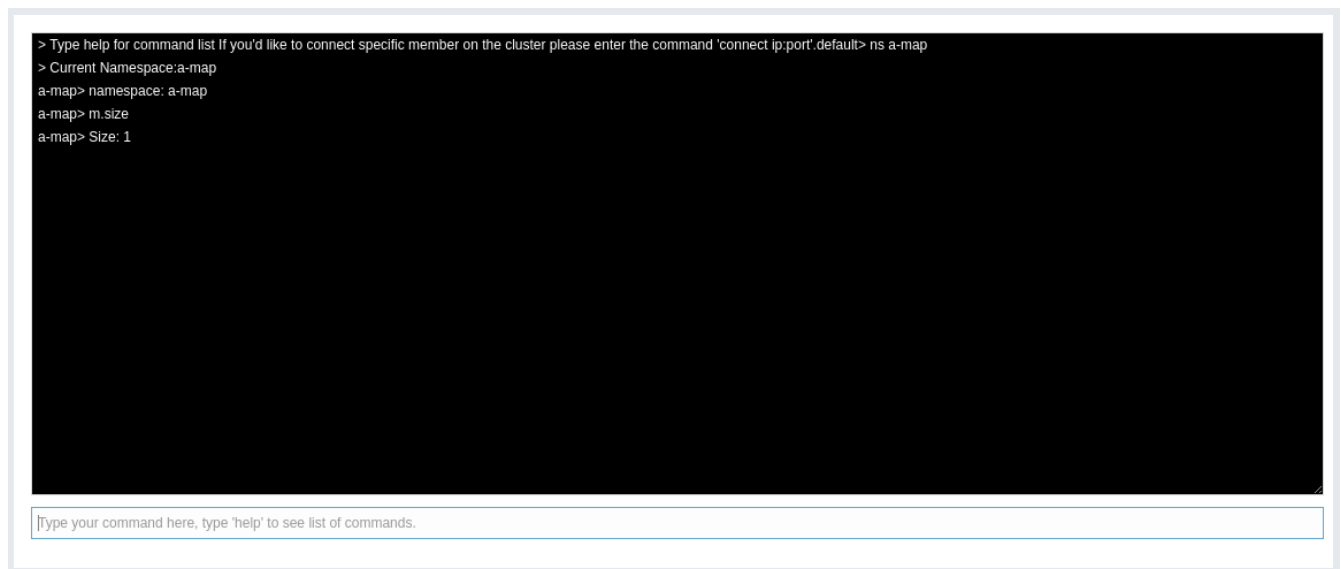 > Type help for command list If you'd like to connect specific member on the cluster please enter the command 'connect ip:port'.default> ns a-map
> Current Namespace:a-map
a-map> namespace: a-map
a-map> m.size
a-map> Size: 1
Type your command here, type 'help' to see list of commands.